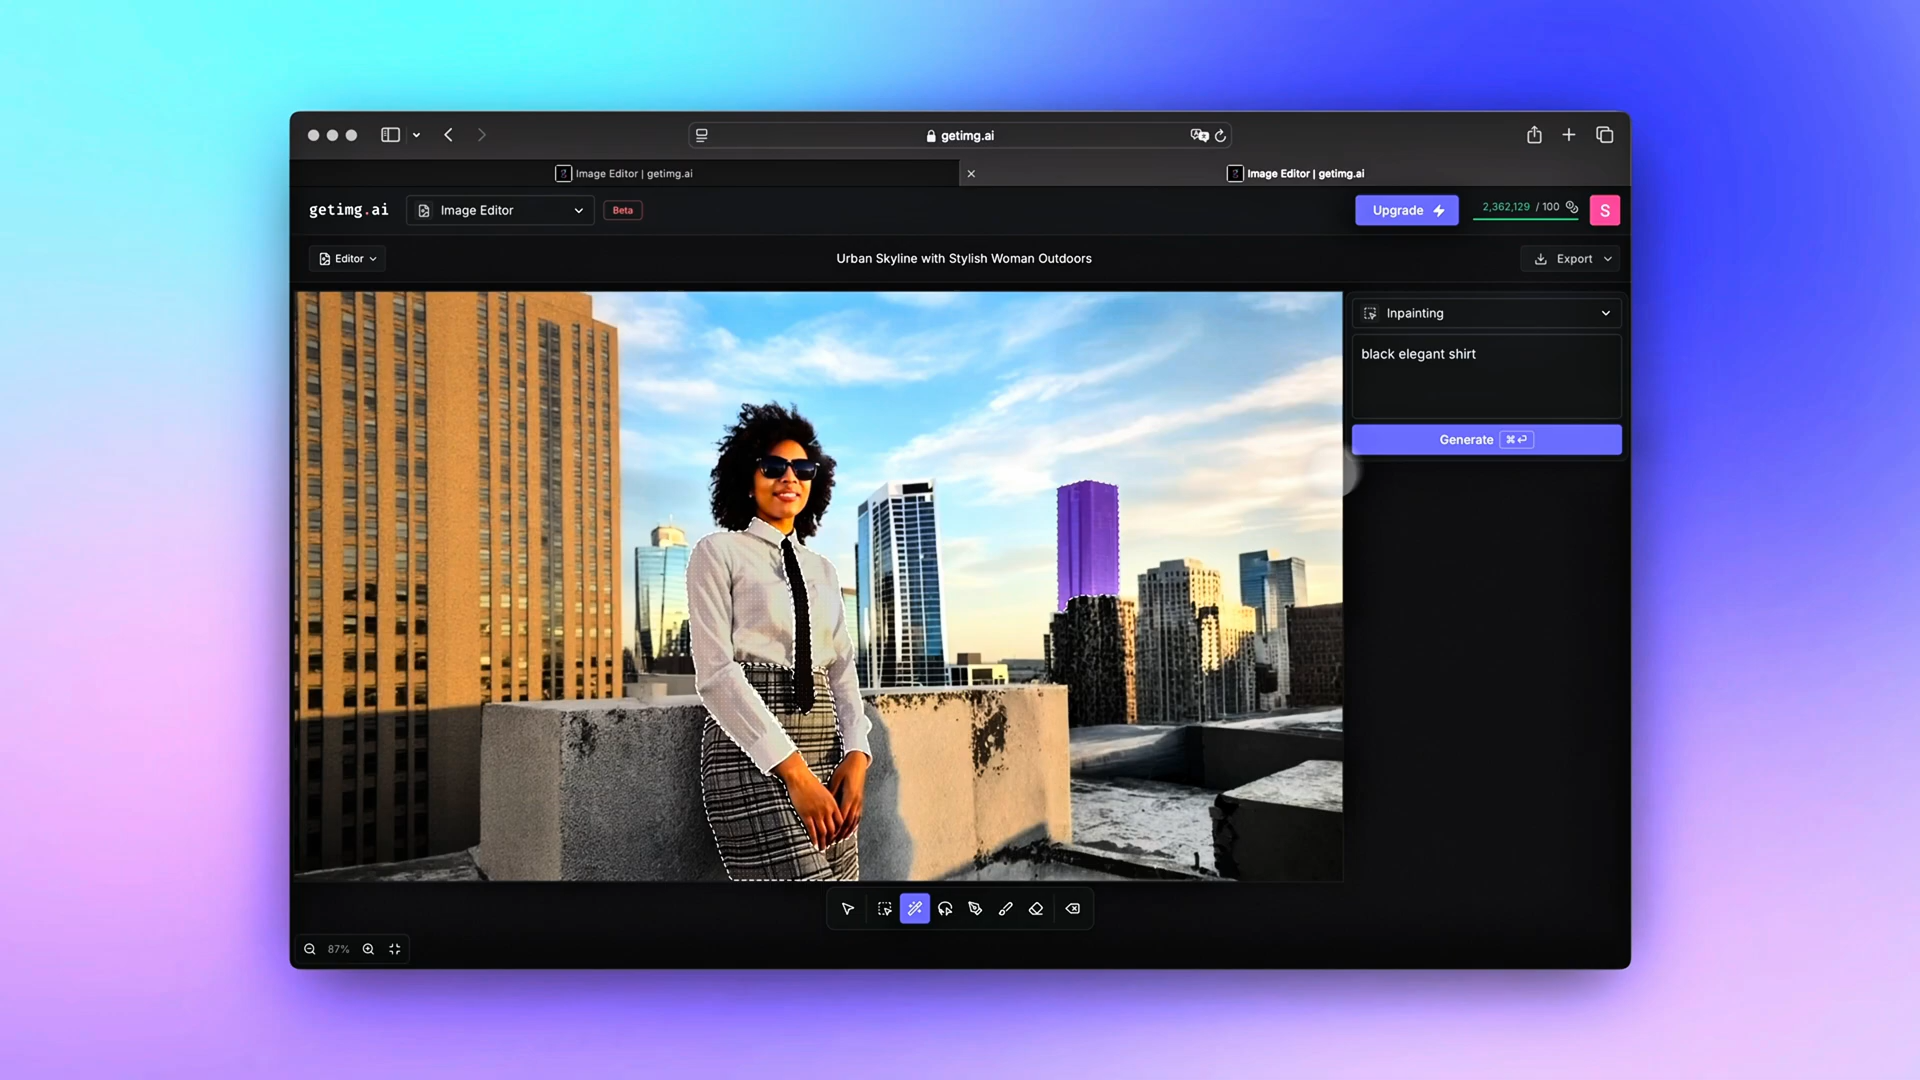 getimg.ai
Image Editor | getimg.ai
Image Editor | getimg.ai
getimg.ai
Image Editor
Beta
Upgrade
2,362,129 / 100
S
Editor
Urban Skyline with Stylish Woman Outdoors
Export
Inpainting
black elegant shirt
Generate ⌘↵
87%